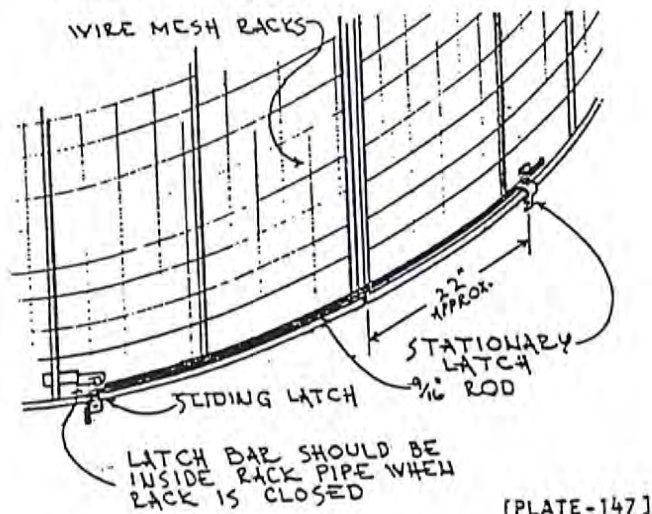 WIRE MESH RACKS
22"
APPROX.
STATIONARY
LATCH
9/16" ROD
SLIDING LATCH
LATCH BAR SHOULD BE
INSIDE RACK PIPE WHEN
RACK IS CLOSED
[PLATE-147]